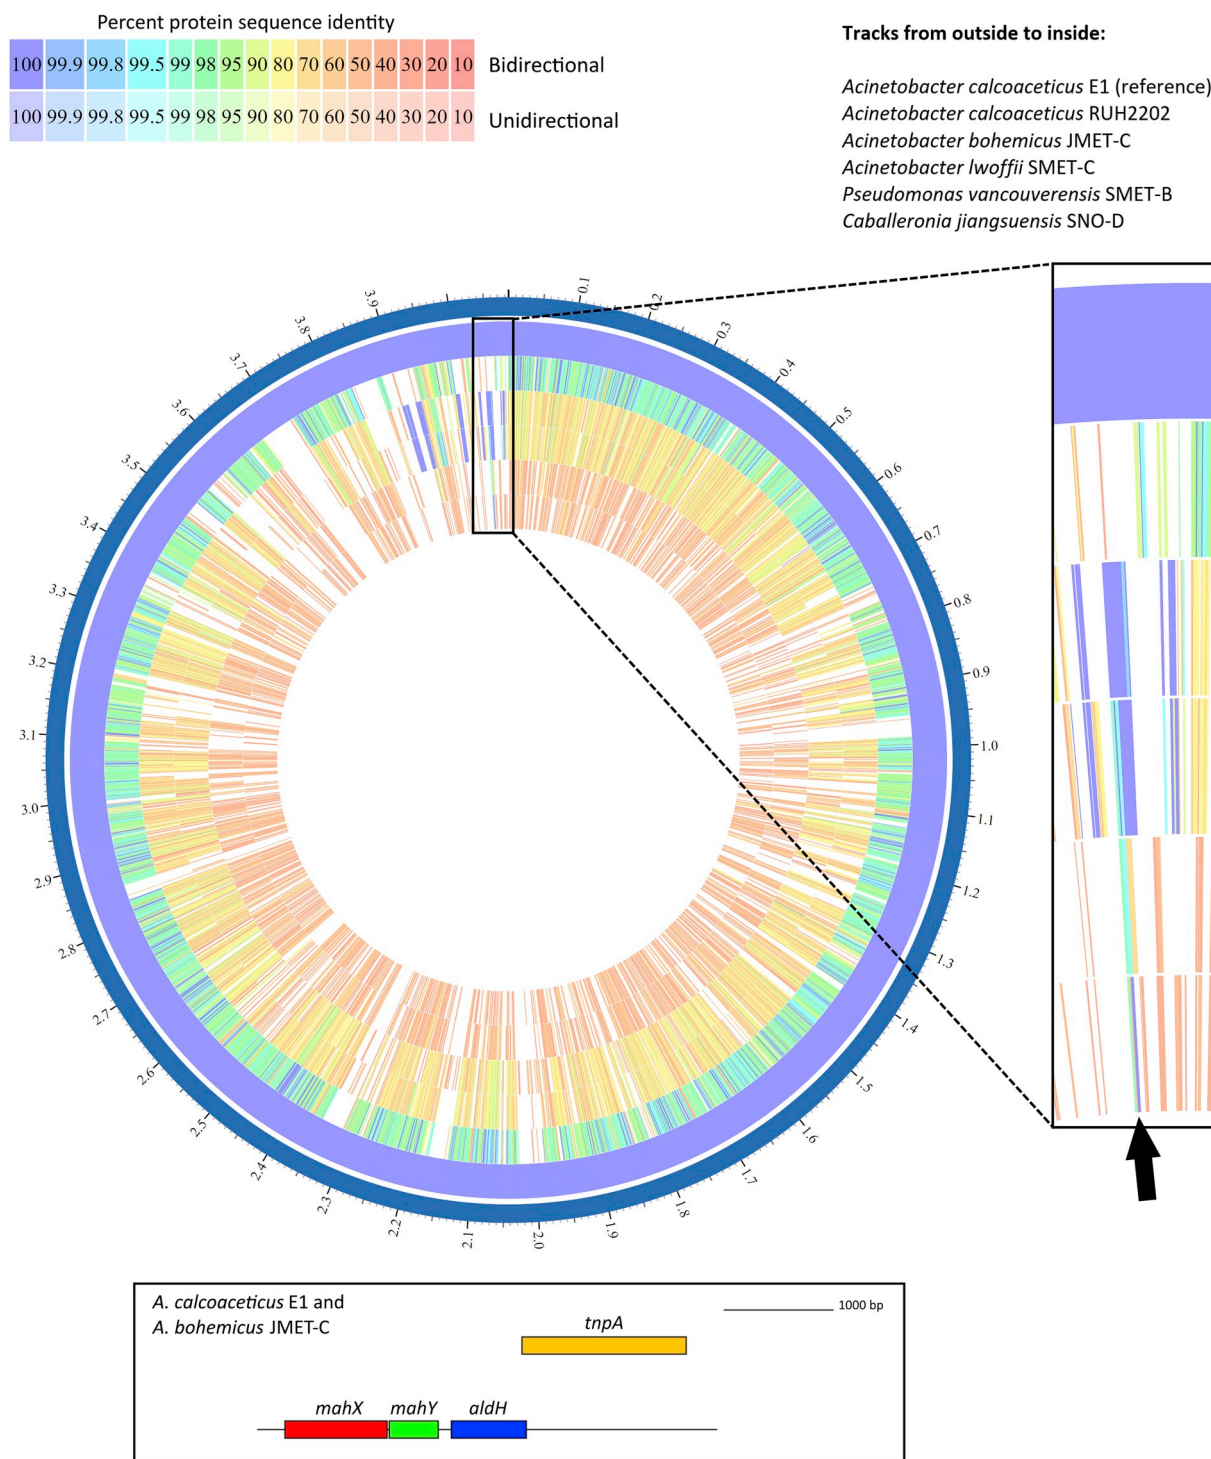 Percent protein sequence identity
100 99.9 99.8 99.5 99 98 95 90 80 70 60 50 40 30 20 10 Bidirectional
100 99.9 99.8 99.5 99 98 95 90 80 70 60 50 40 30 20 10 Unidirectional
Tracks from outside to inside:
Acinetobacter calcoaceticus E1 (reference)
Acinetobacter calcoaceticus RUH2202
Acinetobacter bohemicus JMET-C
Acinetobacter lwoffii SMET-C
Pseudomonas vancouverensis SMET-B
Caballeronia jiangsuensis SNO-D
0.1
0.2
0.3
0.4
0.5
0.6
0.7
0.8
0.9
1.0
1.1
1.2
1.3
1.4
1.5
1.6
1.7
1.8
1.9
2.0
2.1
2.2
2.3
2.4
2.5
2.6
2.7
2.8
2.9
3.0
3.1
3.2
3.3
3.4
3.5
3.6
3.7
3.8
3.9
A. calcoaceticus E1 and
A. bohemicus JMET-C
1000 bp
tnpA
mahX mahY aldH